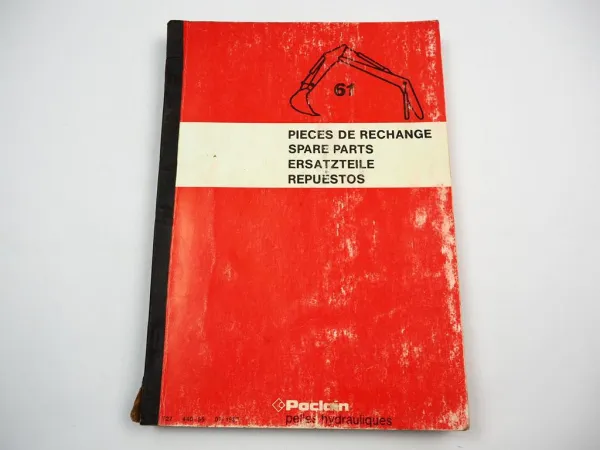 61
PIECES DE RECHANGE
SPARE PARTS
ERSATZTEILE
REPUESTOS
Poclain
pelles hydrauliques